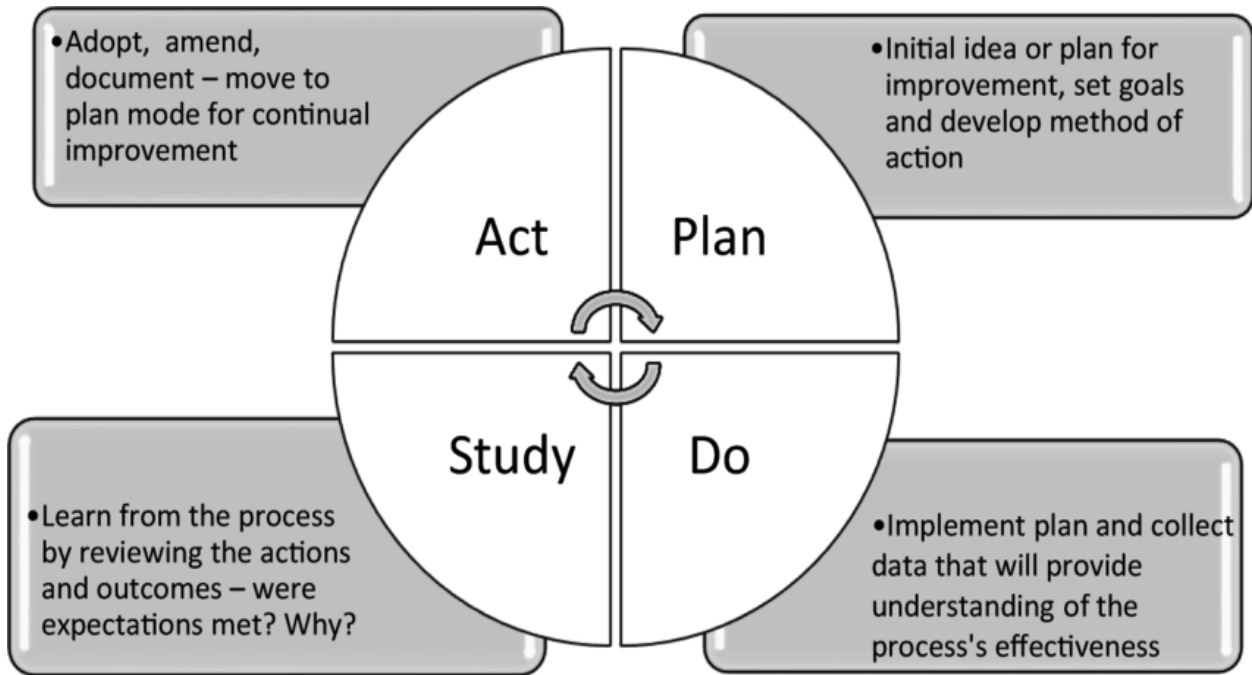 •Adopt, amend,
document – move to
plan mode for continual
improvement
•Initial idea or plan for
improvement, set goals
and develop method of
action
Act
Plan
Study
Do
•Learn from the process
by reviewing the actions
and outcomes – were
expectations met? Why?
•Implement plan and collect
data that will provide
understanding of the
process's effectiveness